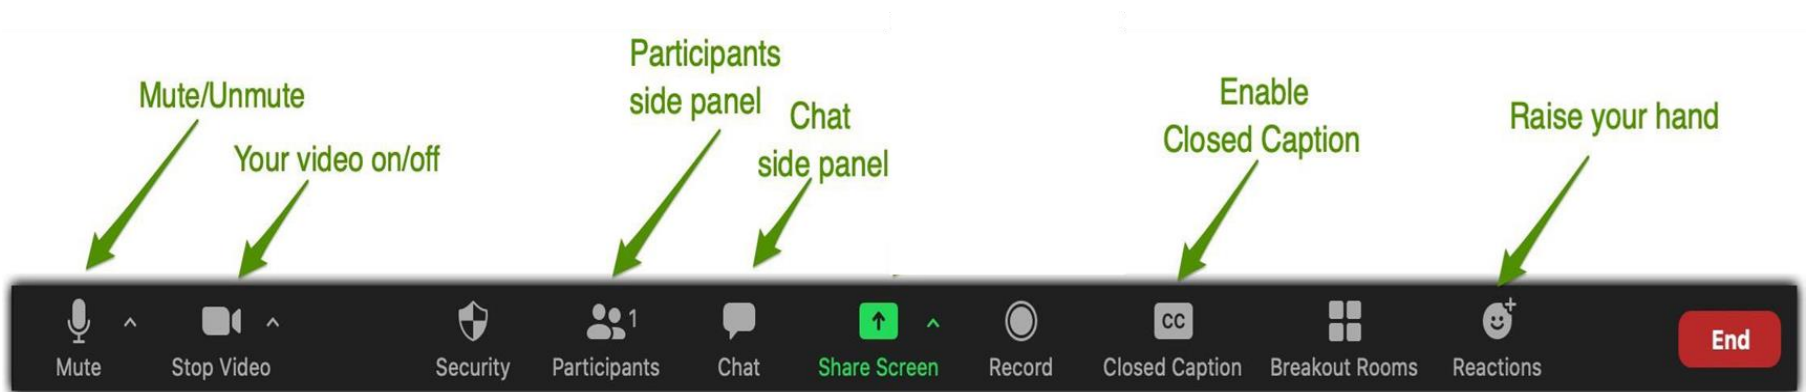 Participants
side panel
Mute/Unmute
Enable
Closed Caption
Chat
side panel
Raise your hand
Your video on/off
1
CC
End
Mute
Stop Video
Security
Participants
Chat
Share Screen
Record
Closed Caption
Breakout Rooms
Reactions